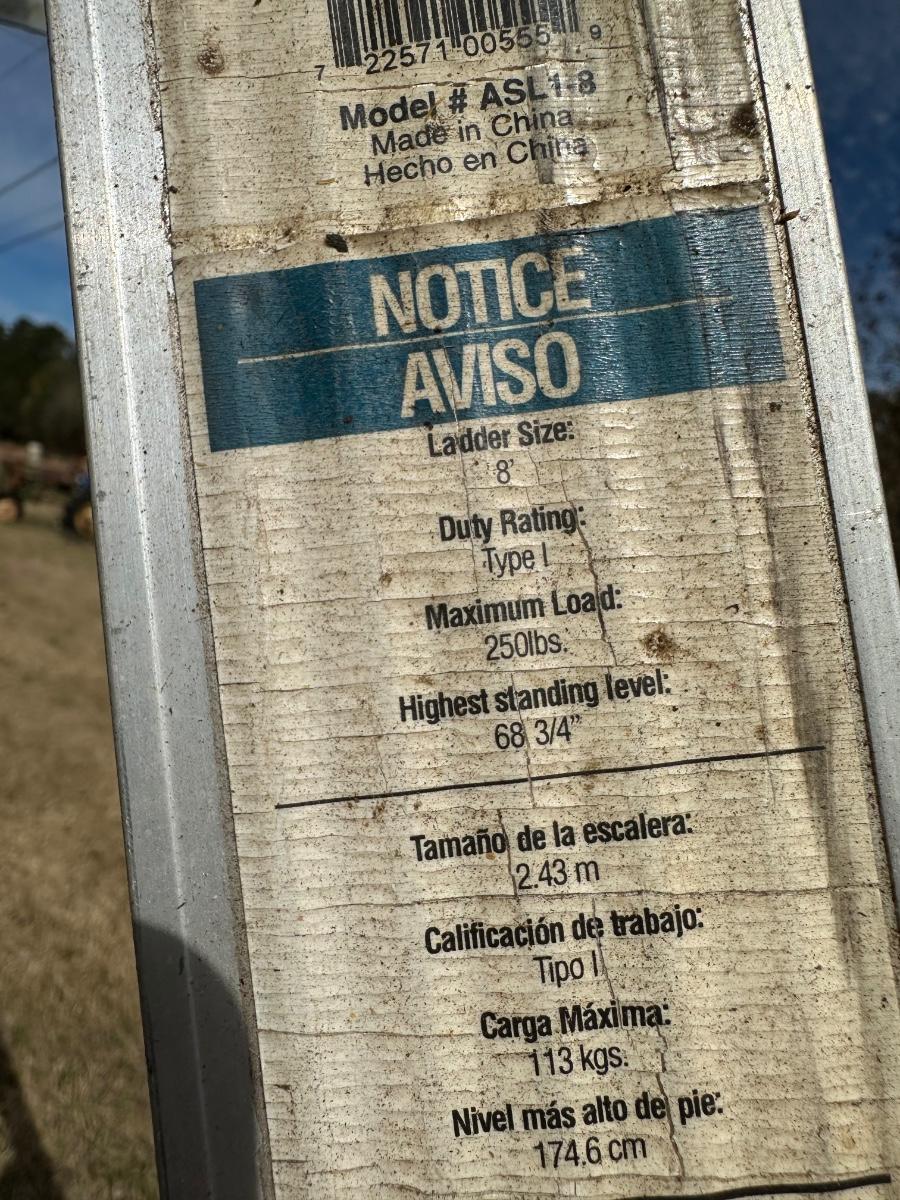 7 22571 00555 9
Model # ASL1-8
Made in China
Hecho en China
NOTICE
AVISO
Ladder Size:
8'
Duty Rating:
Type I
Maximum Load:
250lbs.
Highest standing level:
68 3/4"
Tamaño de la escalera:
2.43 m
Calificación de trabajo:
Tipo I
Carga Máxima:
113 kgs.
Nivel más alto de pie:
174.6 cm